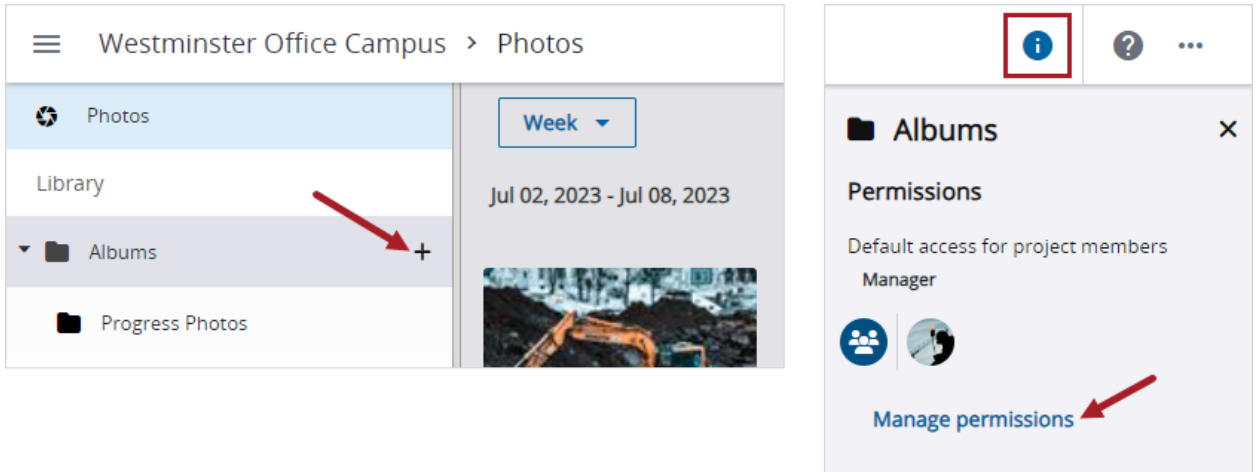 Westminster Office Campus > Photos
Photos
Week
Library
Jul 02, 2023 - Jul 08, 2023
Albums
+
Progress Photos
i
?
...
Albums
×
Permissions
Default access for project members
Manager
Manage permissions